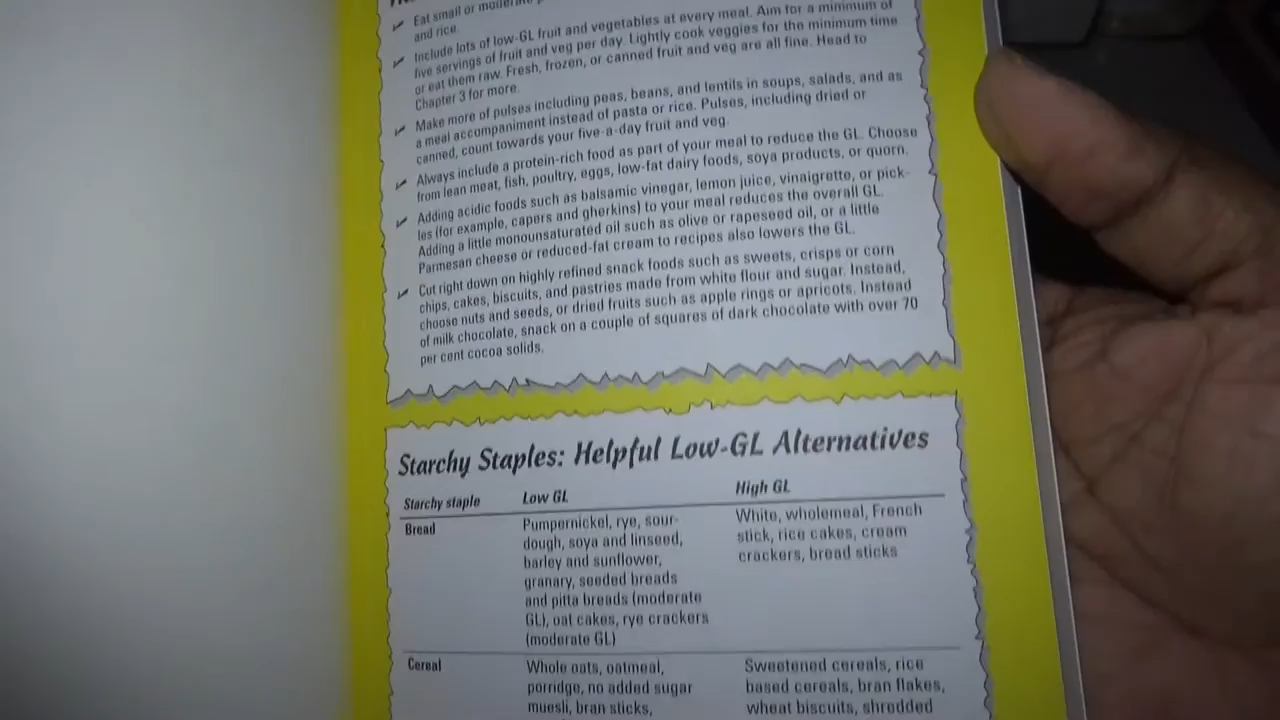 Eat small or moderate
and rice.
Include lots of low-GL fruit and vegetables at every meal. Aim for a minimum of
five servings of fruit and veg per day. Lightly cook veggies for the minimum time
or eat them raw. Fresh, frozen, or canned fruit and veg are all fine. Head to
Chapter 3 for more.
Make more of pulses including peas, beans, and lentils in soups, salads, and as
a meal accompaniment instead of pasta or rice. Pulses, including dried or
canned, count towards your five-a-day fruit and veg.
Always include a protein-rich food as part of your meal to reduce the GL. Choose
from lean meat, fish, poultry, eggs, low-fat dairy foods, soya products, or quorn.
Adding acidic foods such as balsamic vinegar, lemon juice, vinaigrette, or pick-
les (for example, capers and gherkins) to your meal reduces the overall GL.
Adding a little monounsaturated oil such as olive or rapeseed oil, or a little
Parmesan cheese or reduced-fat cream to recipes also lowers the GL.
Cut right down on highly refined snack foods such as sweets, crisps or corn
chips, cakes, biscuits, and pastries made from white flour and sugar. Instead,
choose nuts and seeds, or dried fruits such as apple rings or apricots. Instead
of milk chocolate, snack on a couple of squares of dark chocolate with over 70
per cent cocoa solids.
Starchy Staples: Helpful Low-GL Alternatives
Starchy staple Low GL High GL
Bread Pumpernickel, rye, sour- White, wholemeal, French
dough, soya and linseed, stick, rice cakes, cream
barley and sunflower, crackers, bread sticks
granary, seeded breads
and pitta breads (moderate
GL), oat cakes, rye crackers
(moderate GL)
Cereal Whole oats, oatmeal, Sweetened cereals, rice
porridge, no added sugar based cereals, bran flakes,
muesli, bran sticks, wheat biscuits, shredded